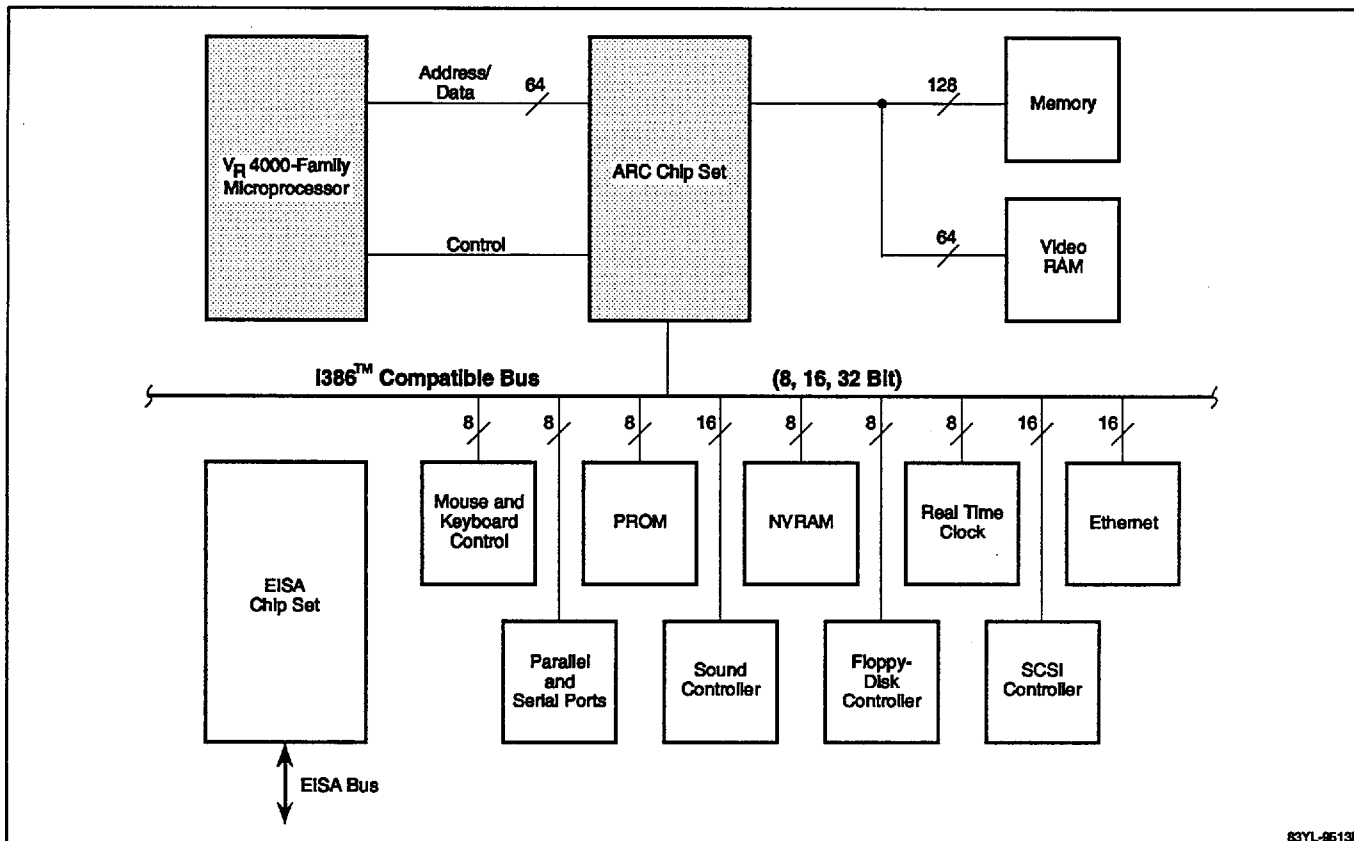 Address/
Data
64
128
Memory
VR 4000-Family
Microprocessor
ARC Chip Set
Control
64
Video
RAM
i386™ Compatible Bus
(8, 16, 32 Bit)
8
8
8
16
8
8
8
16
16
Mouse and
Keyboard
Control
PROM
NVRAM
Real Time
Clock
Ethernet
EISA
Chip Set
Parallel
and
Serial Ports
Sound
Controller
Floppy-
Disk
Controller
SCSI
Controller
EISA Bus